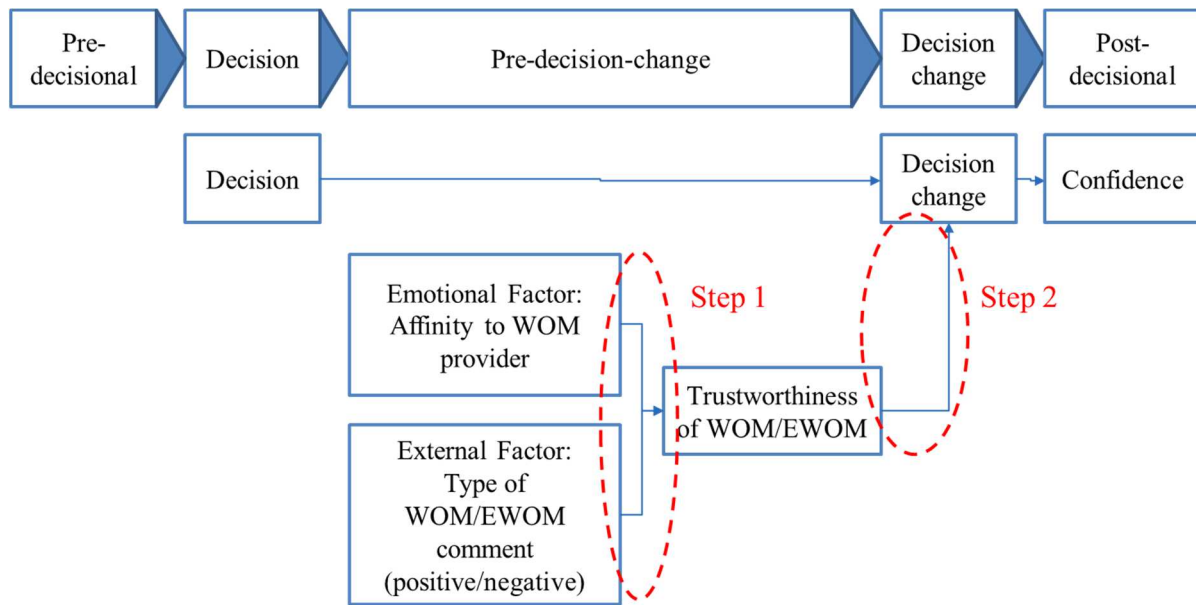 Pre-
decisional
Decision
Pre-decision-change
Decision
change
Post-
decisional
Decision
Decision
change
Confidence
Emotional Factor:
Affinity to WOM
provider
Step 1
Step 2
Trustworthiness
of WOM/EWOM
External Factor:
Type of
WOM/EWOM
comment
(positive/negative)